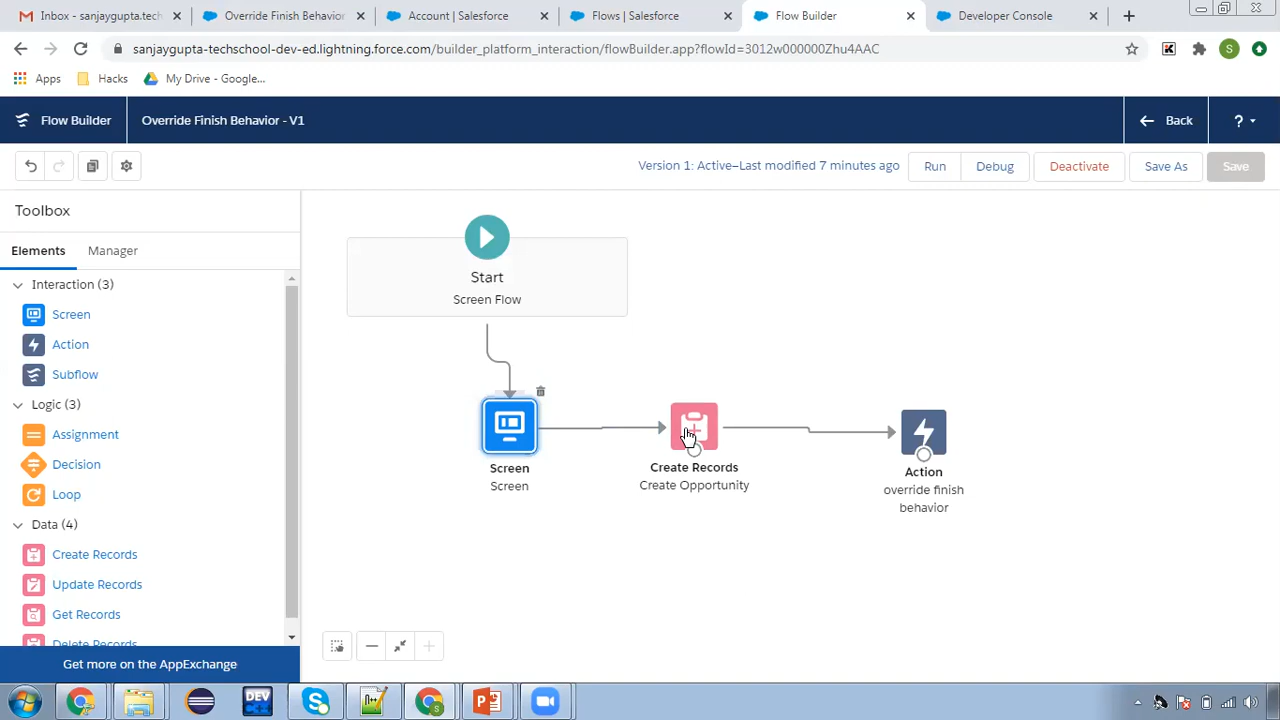 Inbox - sanjaygupta.tech
Override Finish Behavior
Account | Salesforce
Flows | Salesforce
Flow Builder
Developer Console
sanjaygupta-techschool-dev-ed.lightning.force.com/builder_platform_interaction/flowBuilder.app?flowId=3012w000000Zhu4AAC
S
Apps
Hacks
My Drive - Google...
Flow Builder
Override Finish Behavior - V1
Back
?
Version 1: Active—Last modified 7 minutes ago
Run
Debug
Deactivate
Save As
Save
Toolbox
Elements
Manager
Interaction (3)
Screen
Action
Subflow
Logic (3)
Assignment
Decision
Loop
Data (4)
Create Records
Update Records
Get Records
Delete Records
Get more on the AppExchange
Start
Screen Flow
Screen
Screen
Create Records
Create Opportunity
Action
override finish
behavior
DEV
C++